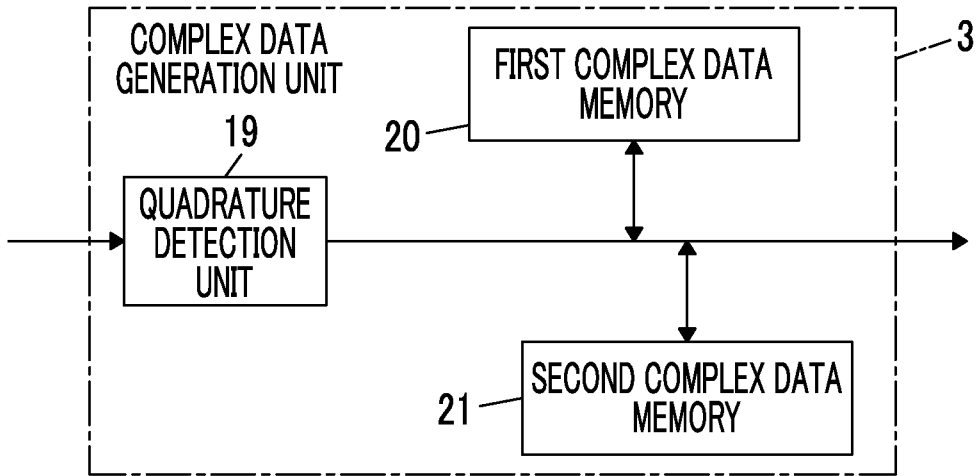 COMPLEX DATA
GENERATION UNIT
3
FIRST COMPLEX DATA
MEMORY
20
19
QUADRATURE
DETECTION
UNIT
SECOND COMPLEX DATA
MEMORY
21